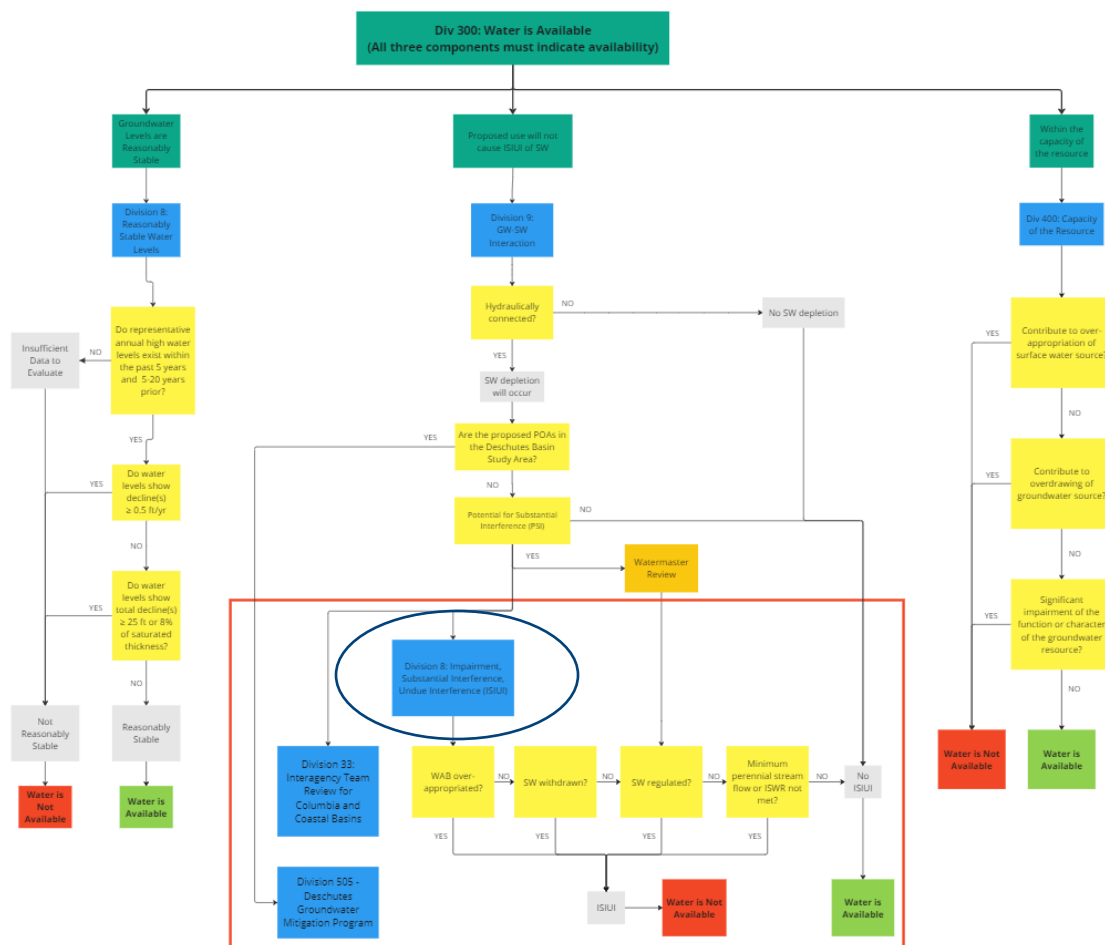 Div 300: Water is Available
(All three components must indicate availability)
Groundwater
Levels are
Reasonably
Stable
Proposed use will not
cause ISIUI of SW
Within the
capacity of
the resource
Division 8:
Reasonably
Stable Water
Levels
Division 9:
GW-SW
Interaction
Div 400: Capacity
of the Resource
Do representative
annual high water
levels exist within
the past 5 years
and 5-20 years
prior?
NO
Insufficient
Data to
Evaluate
YES
Do water
levels show
decline(s)
≥ 0.5 ft/yr
YES
NO
Do water
levels show
total decline(s)
≥ 25 ft or 8%
of saturated
thickness?
YES
NO
Not
Reasonably
Stable
Reasonably
Stable
Water is
Not
Available
Water is
Available
Hydraulically
connected?
NO
No SW depletion
YES
SW depletion
will occur
Are the proposed POAs in
the Deschutes Basin
Study Area?
YES
NO
Potential for Substantial
Interference (PSI)
NO
YES
Watermaster
Review
Division 8: Impairment,
Substantial Interference,
Undue Interference (ISIUI)
Division 33:
Interagency Team
Review for
Columbia and
Coastal Basins
WAB over-
appropriated?
NO
SW withdrawn?
NO
SW regulated?
NO
Minimum
perennial stream
flow or ISWR not
met?
NO
No
ISIUI
YES
YES
YES
YES
Division 505 -
Deschutes
Groundwater
Mitigation Program
ISIUI
Water is Not
Available
Water is
Available
Contribute to over-
appropriation of
surface water source?
YES
NO
Contribute to
overdrawing of
groundwater source?
YES
NO
Significant
impairment of the
function or character
of the groundwater
resource?
YES
NO
Water is Not
Available
Water is
Available